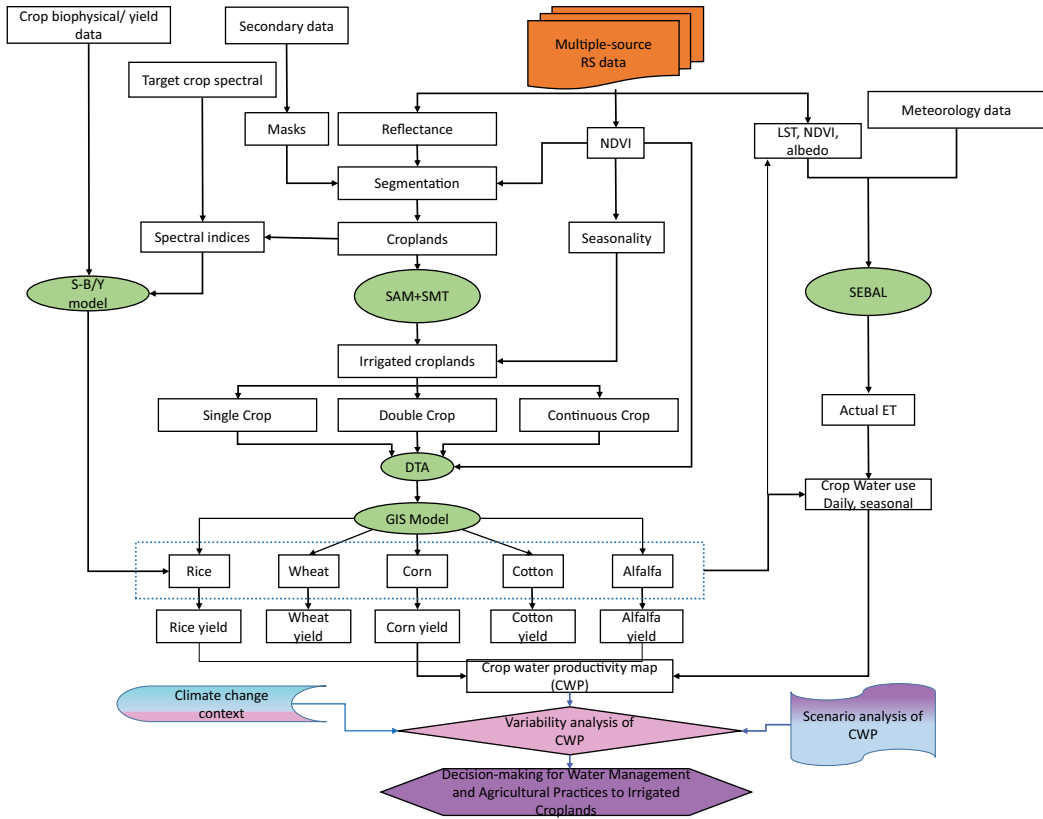 Crop biophysical/ yield
data
Secondary data
Multiple-source
RS data
Target crop spectral
Meteorology data
Masks
Reflectance
NDVI
LST, NDVI,
albedo
Segmentation
Spectral indices
Croplands
Seasonality
S-B/Y
model
SAM+SMT
SEBAL
Irrigated croplands
Single Crop
Double Crop
Continuous Crop
Actual ET
DTA
Crop Water use
Daily, seasonal
GIS Model
Rice
Wheat
Corn
Cotton
Alfalfa
Rice yield
Wheat
yield
Corn yield
Cotton
yield
Alfalfa
yield
Crop water productivity map
(CWP)
Climate change
context
Variability analysis of
CWP
Scenario analysis of
CWP
Decision-making for Water Management
and Agricultural Practices to Irrigated
Croplands